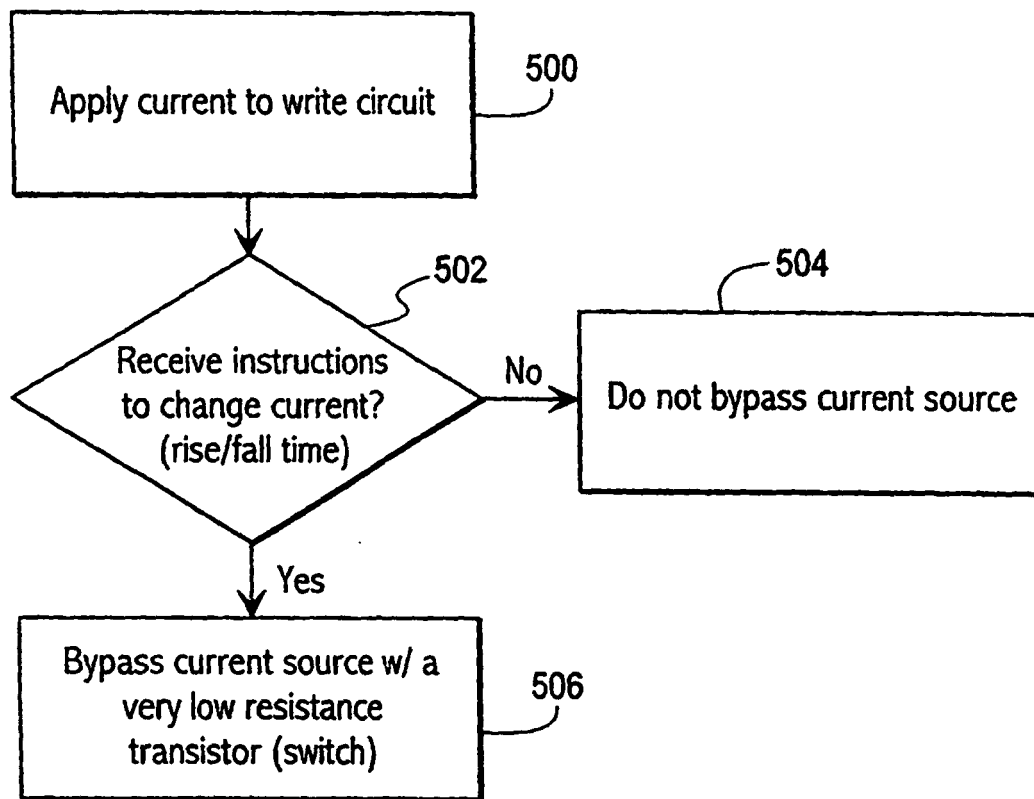 Apply current to write circuit
500
502
Receive instructions
to change current?
(rise/fall time)
No
504
Do not bypass current source
Yes
Bypass current source w/ a
very low resistance
transistor (switch)
506